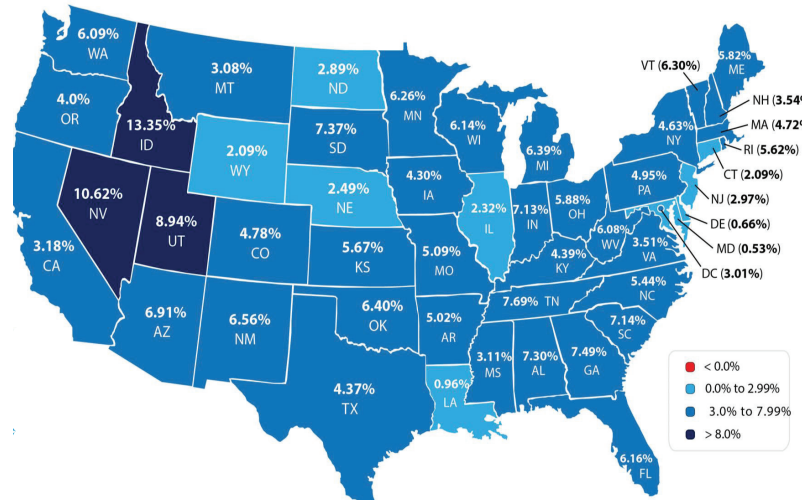 6.09%
WA
4.0%
OR
3.18%
CA
13.35%
ID
10.62%
NV
8.94%
UT
6.91%
AZ
3.08%
MT
2.09%
WY
4.78%
CO
6.56%
NM
2.89%
ND
7.37%
SD
2.49%
NE
5.67%
KS
6.40%
OK
4.37%
TX
6.26%
MN
4.30%
IA
5.09%
MO
5.02%
AR
0.96%
LA
6.14%
WI
2.32%
IL
6.39%
MI
7.13%
IN
5.88%
OH
4.39%
KY
7.69% TN
3.11%
MS
7.30%
AL
7.49%
GA
6.16%
FL
7.14%
SC
5.44%
NC
3.51%
VA
6.08%
WV
4.95%
PA
4.63%
NY
VT (6.30%)
5.82%
ME
NH (3.54%
MA (4.72%
RI (5.62%)
CT (2.09%)
NJ (2.97%)
DE (0.66%)
MD (0.53%)
DC (3.01%)
< 0.0%
0.0% to 2.99%
3.0% to 7.99%
> 8.0%